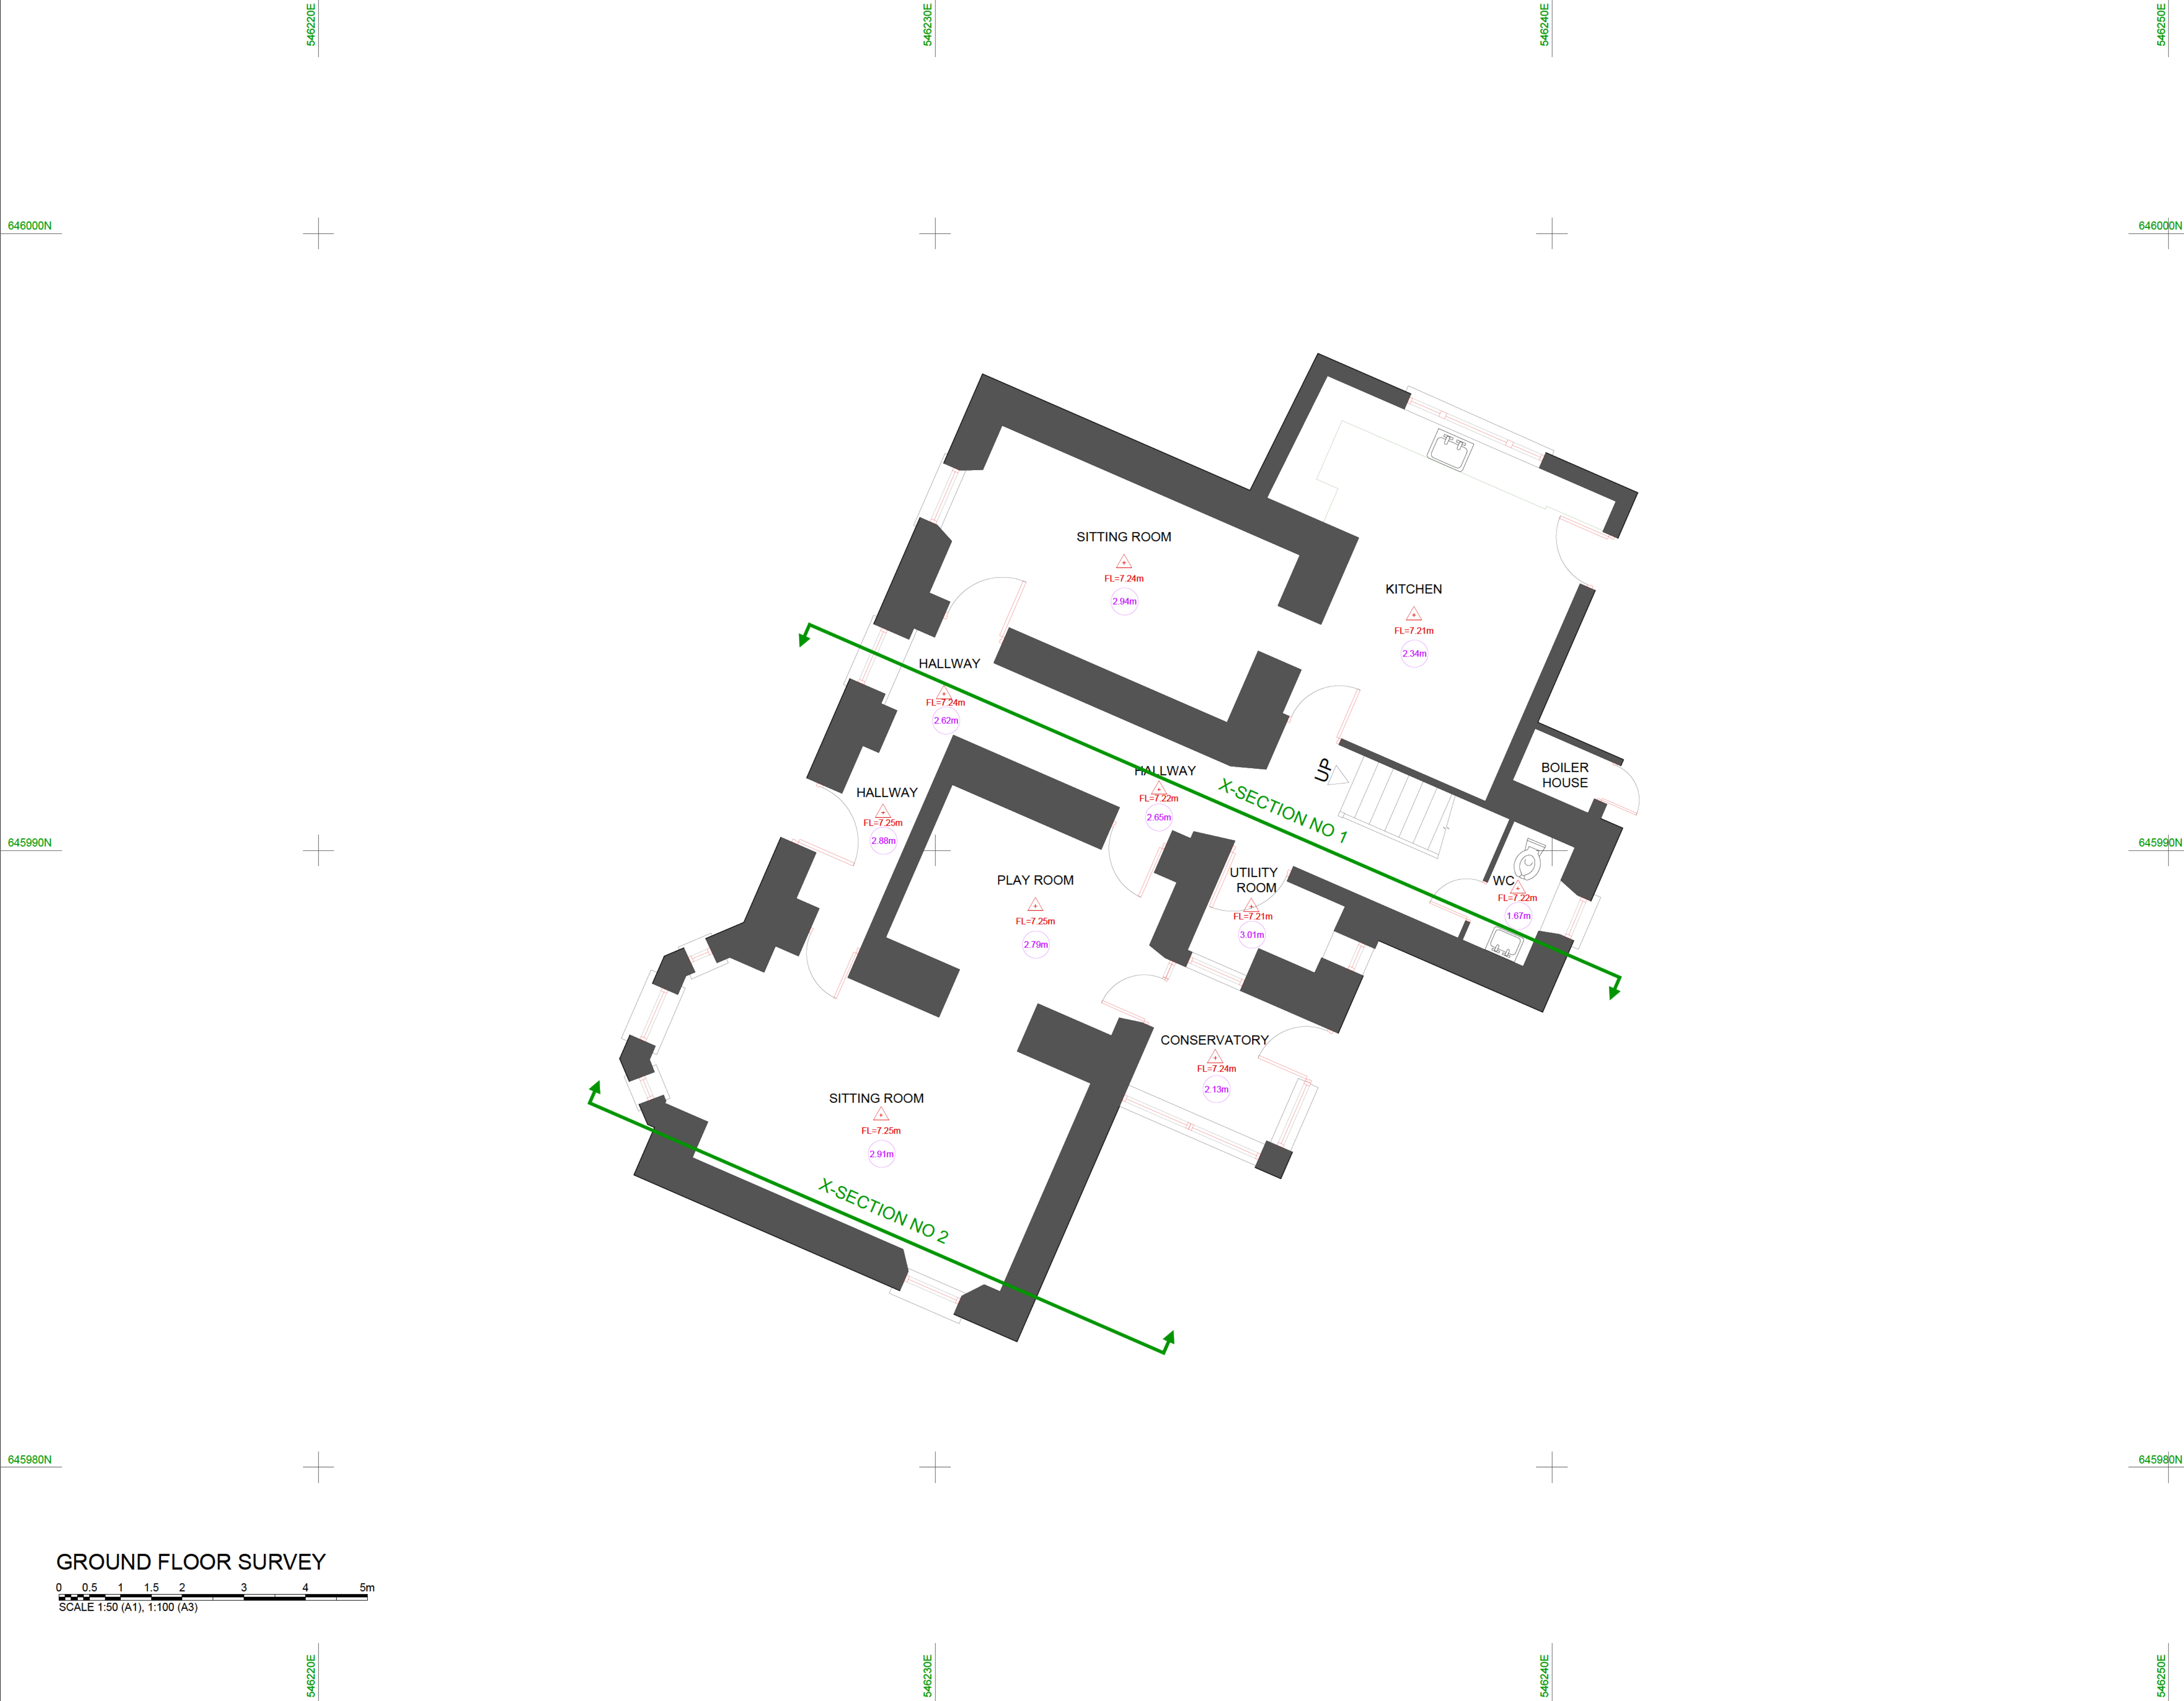 546220E
546230E
546240E
546250E
646000N
646000N
SITTING ROOM
FL=7.24m
2.94m
KITCHEN
FL=7.21m
2.34m
HALLWAY
FL=7.24m
2.62m
HALLWAY
FL=7.22m
2.65m
UP
BOILER
HOUSE
X-SECTION NO 1
HALLWAY
FL=7.25m
2.88m
645990N
645990N
PLAY ROOM
FL=7.25m
2.79m
UTILITY
ROOM
FL=7.21m
3.01m
WC
FL=7.22m
1.67m
CONSERVATORY
FL=7.24m
2.13m
SITTING ROOM
FL=7.25m
2.91m
X-SECTION NO 2
645980N
645980N
GROUND FLOOR SURVEY
0 0.5 1 1.5 2 3 4 5m
SCALE 1:50 (A1), 1:100 (A3)
546220E
546230E
546240E
546250E